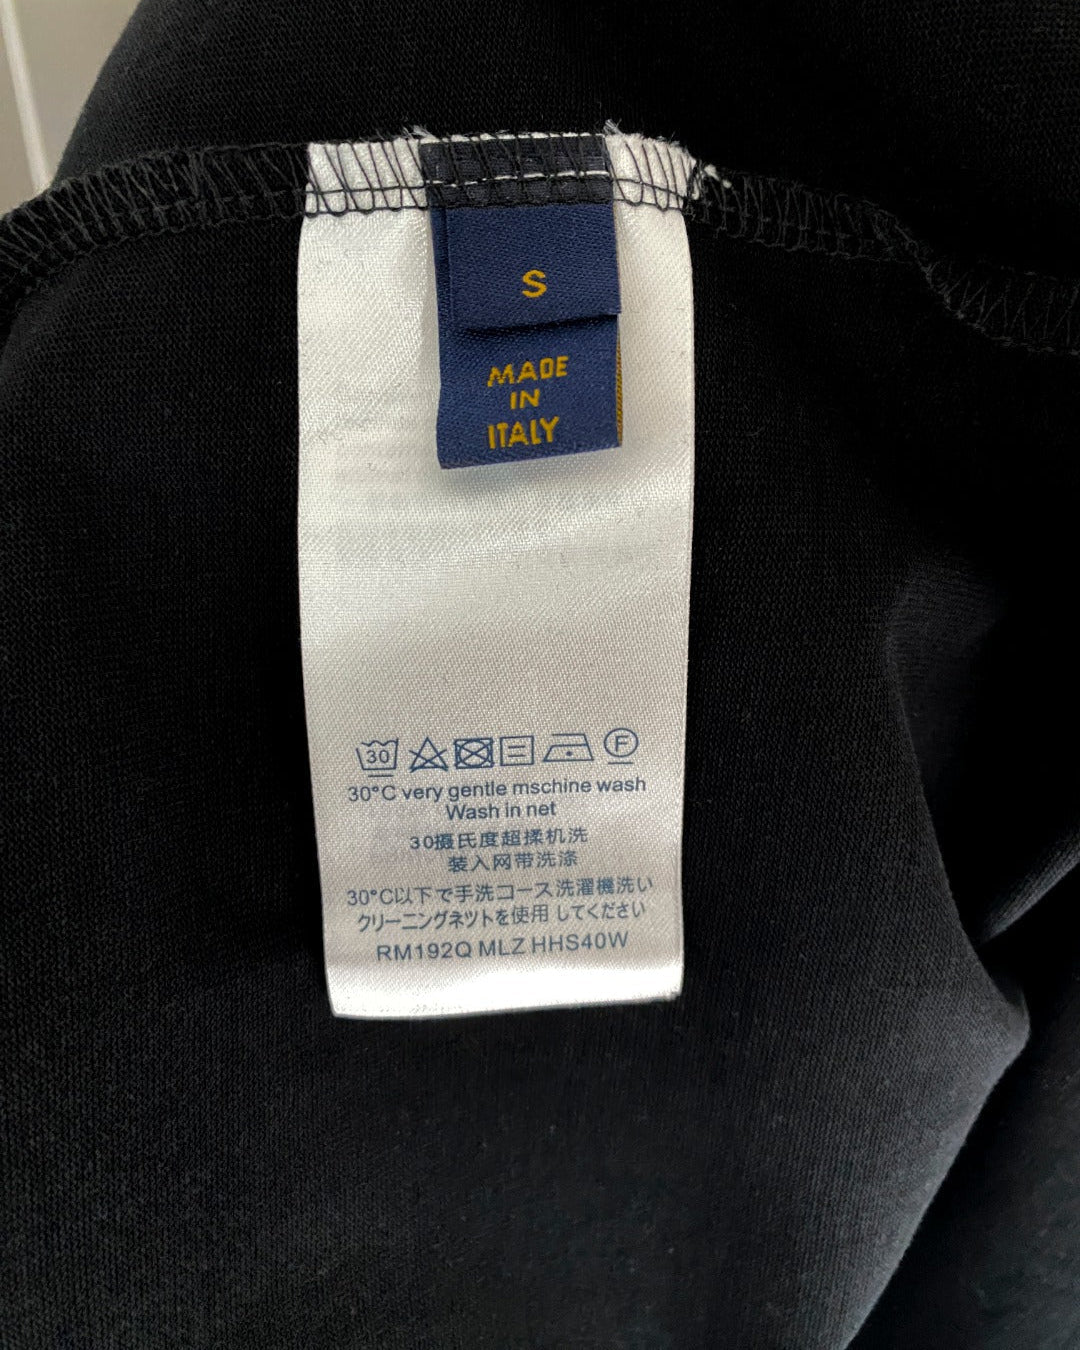 S
MADE
IN
ITALY
30
F
30°C very gentle mschine wash
Wash in net
30摄氏度超揉机洗
装入网带洗涤
30°C以下で手洗コース洗濯機洗い
クリーニングネットを使用 してください
RM192Q MLZ HHS40W